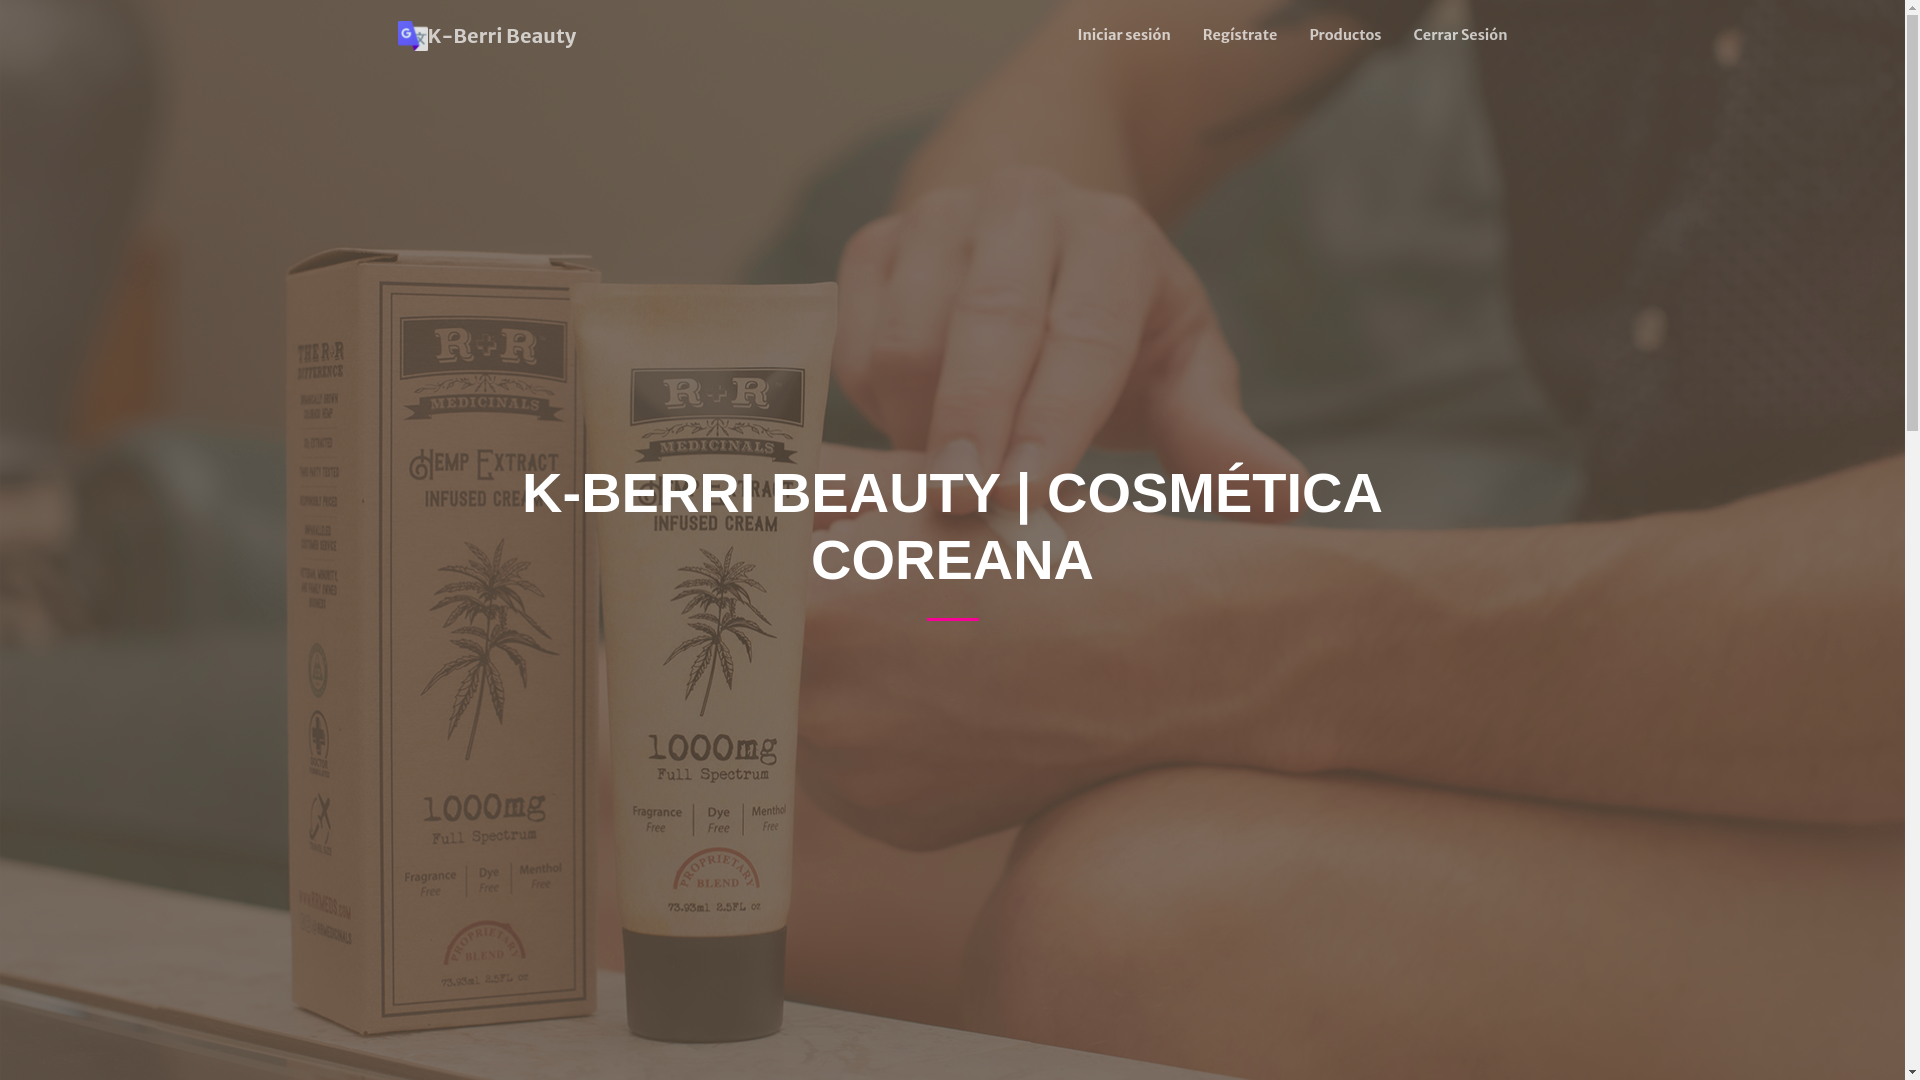 K-Berri Beauty
Iniciar sesión
Regístrate
Productos
Cerrar Sesión
K-BERRI BEAUTY | COSMÉTICA
COREANA
THE R+R
DIFFERENCE
R+R
MEDICINALS
HEMP EXTRACT
INFUSED CREAM
1000mg
Full Spectrum
Fragrance Free
Dye Free
Menthol Free
PROPRIETARY
BLEND
73.93ml 2.5FL oz
R+R
MEDICINALS
INFUSED CREAM
1000mg
Full Spectrum
Fragrance Free
Dye Free
Menthol Free
PROPRIETARY
BLEND
73.93ml 2.5FL oz